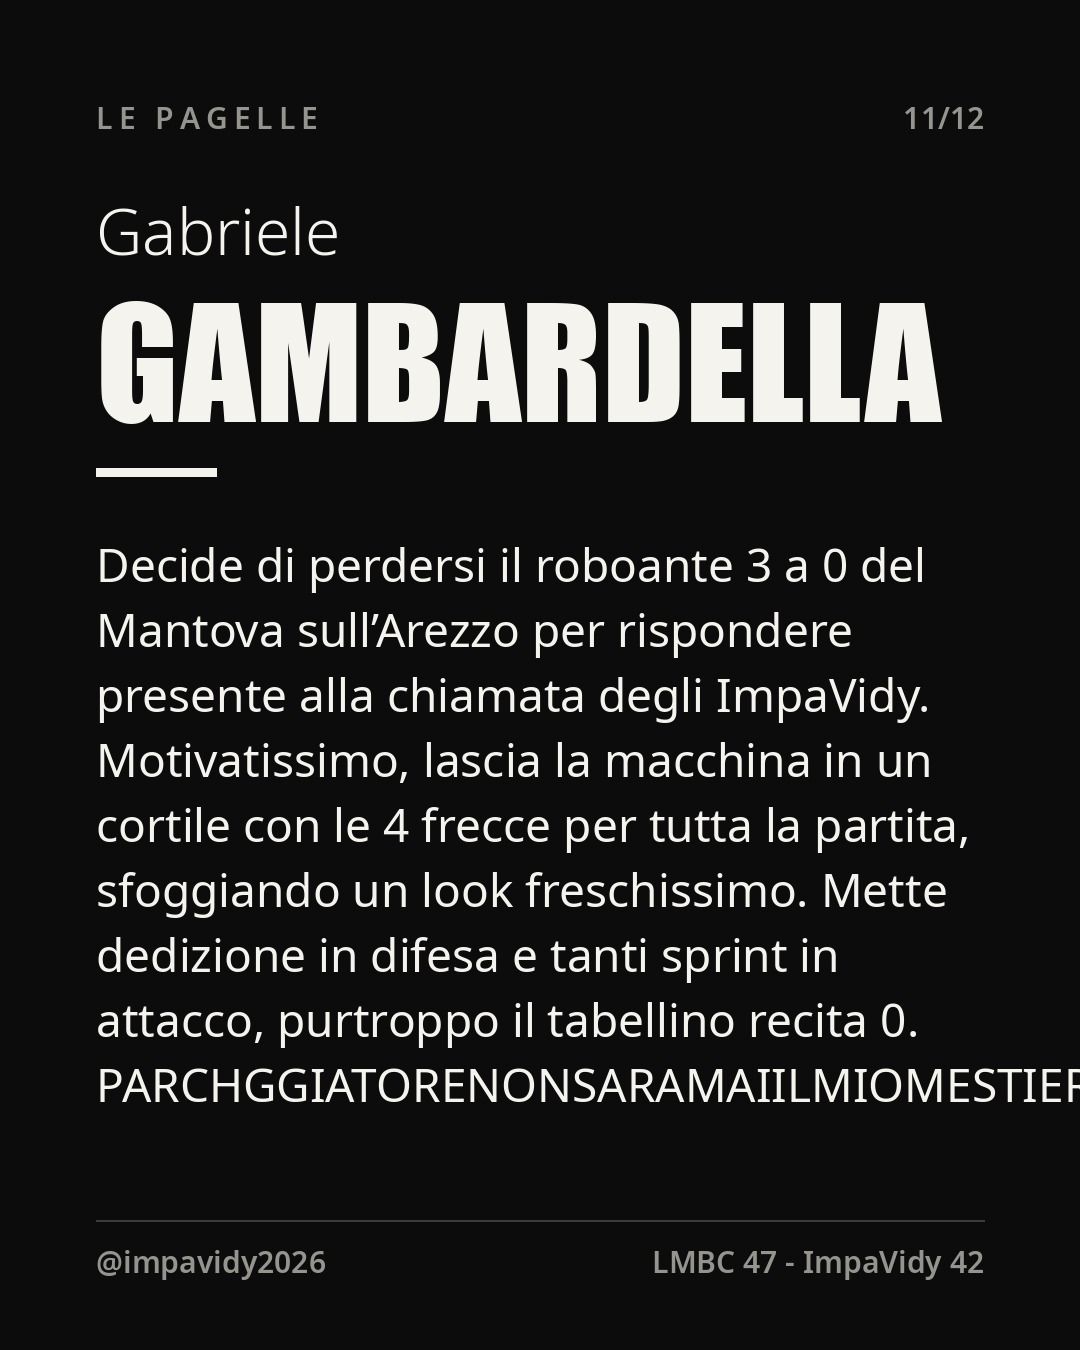 LE PAGELLE
11/12
Gabriele
GAMBARDELLA
Decide di perdersi il roboante 3 a 0 del
Mantova sull’Arezzo per rispondere
presente alla chiamata degli ImpaVidy.
Motivatissimo, lascia la macchina in un
cortile con le 4 frecce per tutta la partita,
sfoggiando un look freschissimo. Mette
dedizione in difesa e tanti sprint in
attacco, purtroppo il tabellino recita 0.
PARCHGGIATORENONSARAMAIILMIOMESTIER
@impavidy2026
LMBC 47 - ImpaVidy 42